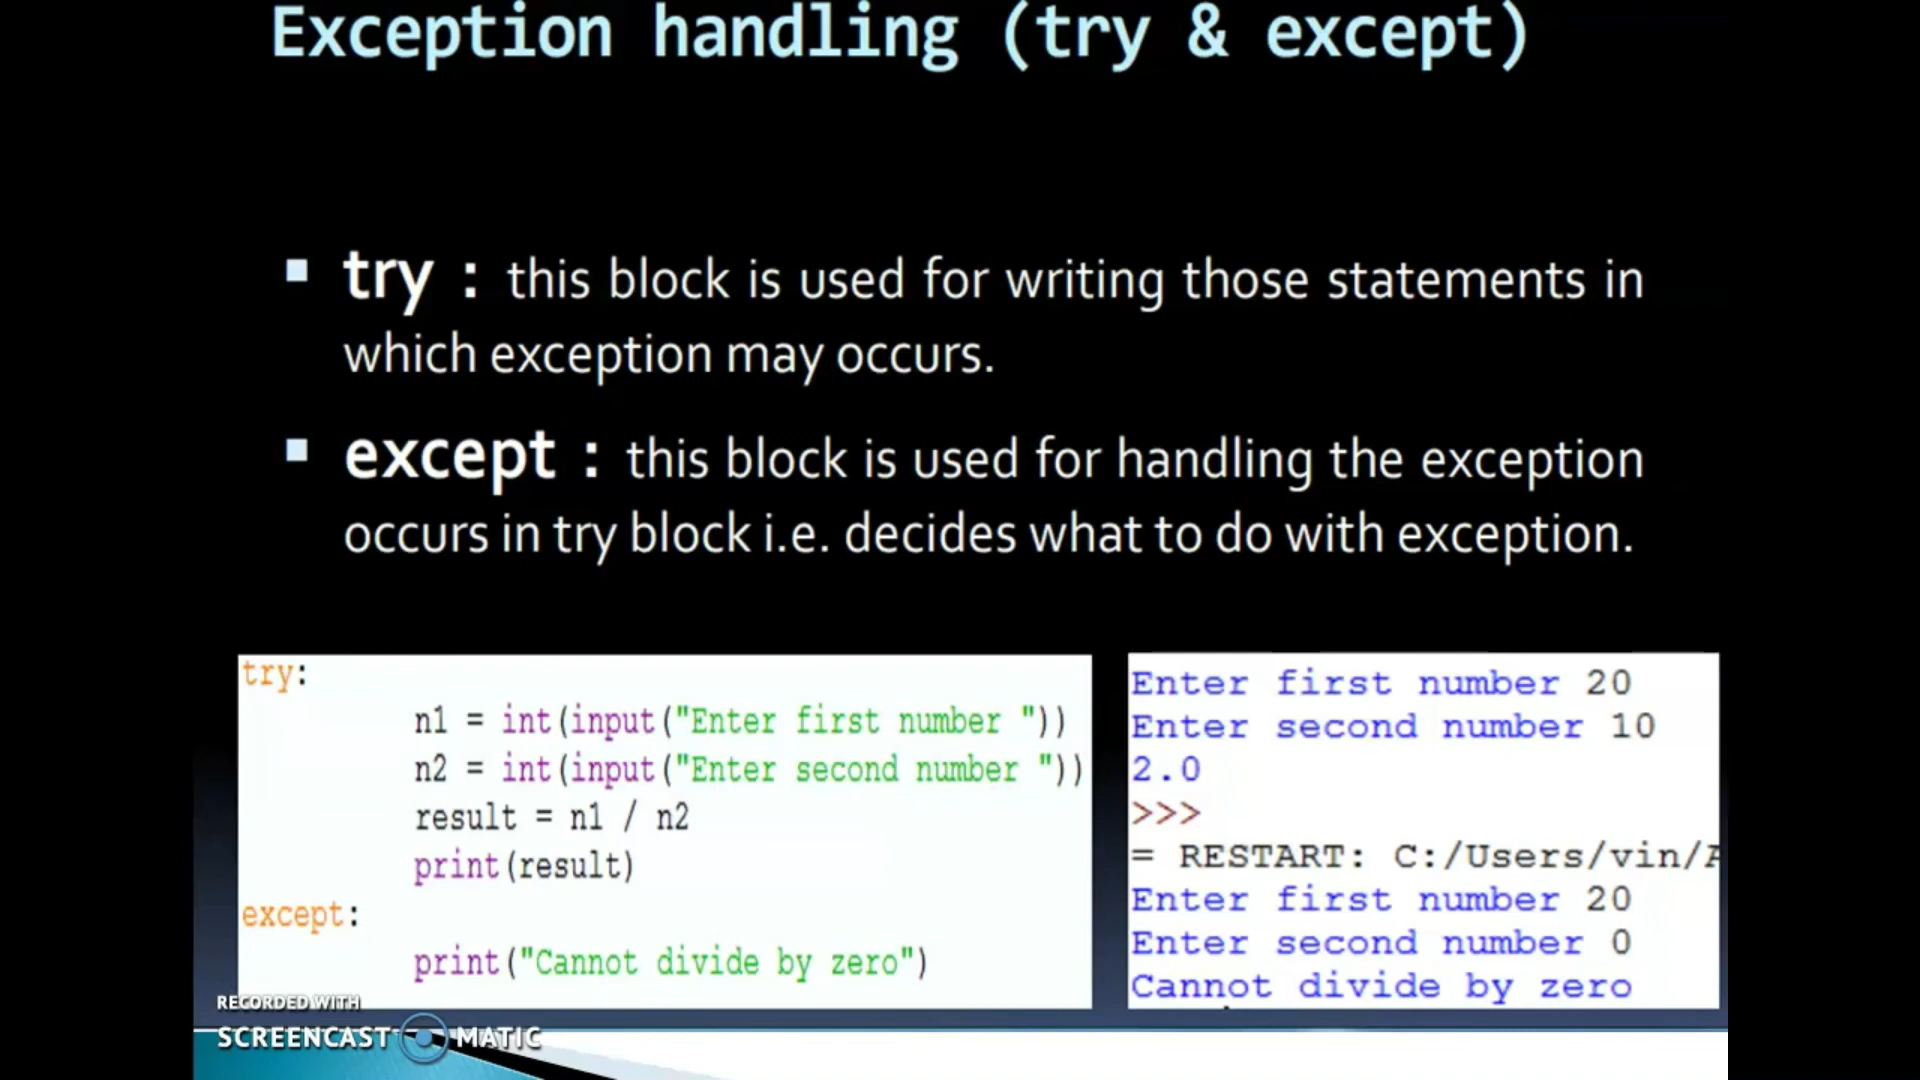 Exception handling (try & except)
try : this block is used for writing those statements in
which exception may occurs.
except : this block is used for handling the exception
occurs in try block i.e. decides what to do with exception.
try:
n1 = int(input("Enter first number "))
n2 = int(input("Enter second number "))
result = n1 / n2
print(result)
except:
print("Cannot divide by zero")
Enter first number 20
Enter second number 10
2.0
>>>
= RESTART: C:/Users/vin/A
Enter first number 20
Enter second number 0
Cannot divide by zero
RECORDED WITH
SCREENCAST MATIC